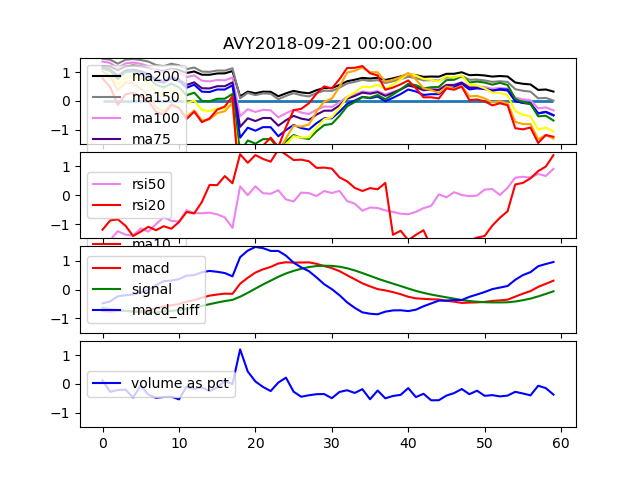 AVY2018-09-21 00:00:00
1
0
−1
ma200
ma150
ma100
ma75
1
0
−1
rsi50
rsi20
ma10
1
0
−1
macd
signal
macd_diff
1
0
−1
volume as pct
0 10 20 30 40 50 60